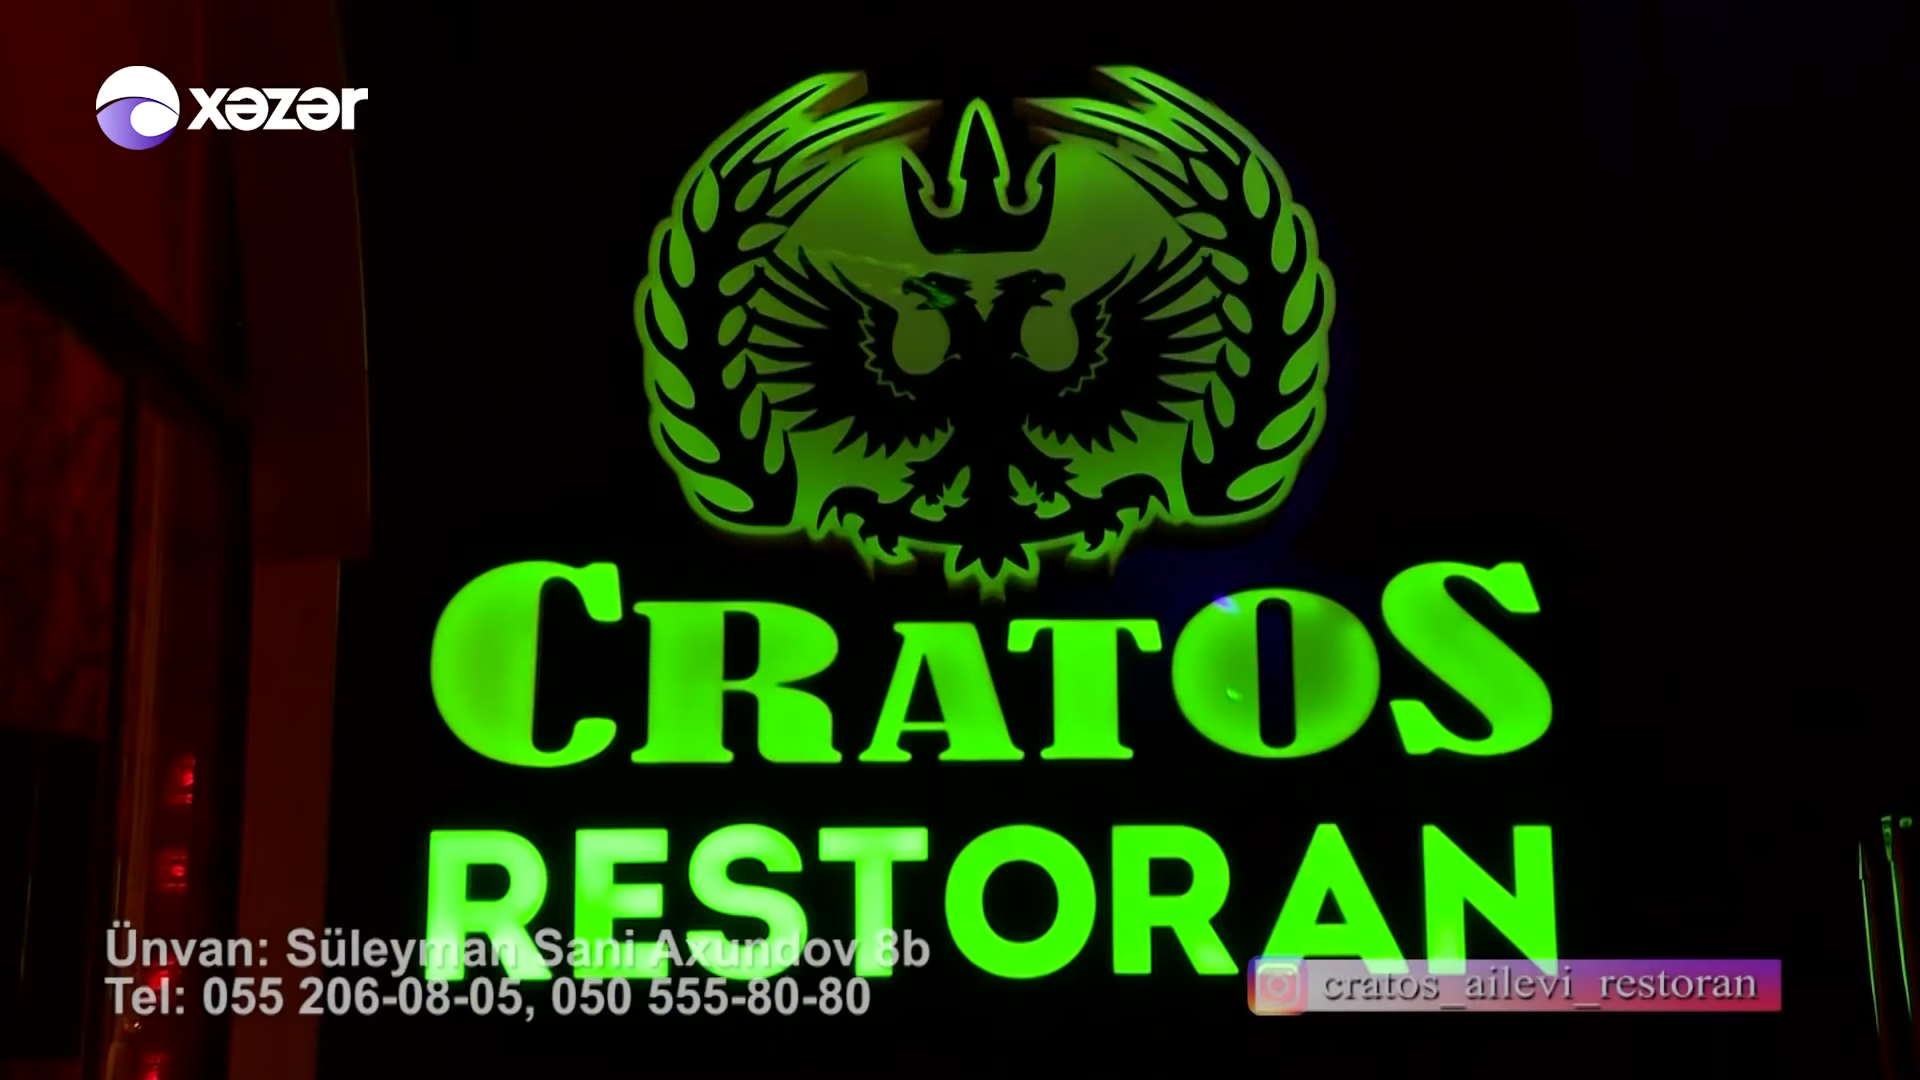 xəzər
CRATOS
RESTORAN
Ünvan: Süleyman Sani Axundov 8b
Tel: 055 206-08-05, 050 555-80-80
cratos_ailevi_restoran